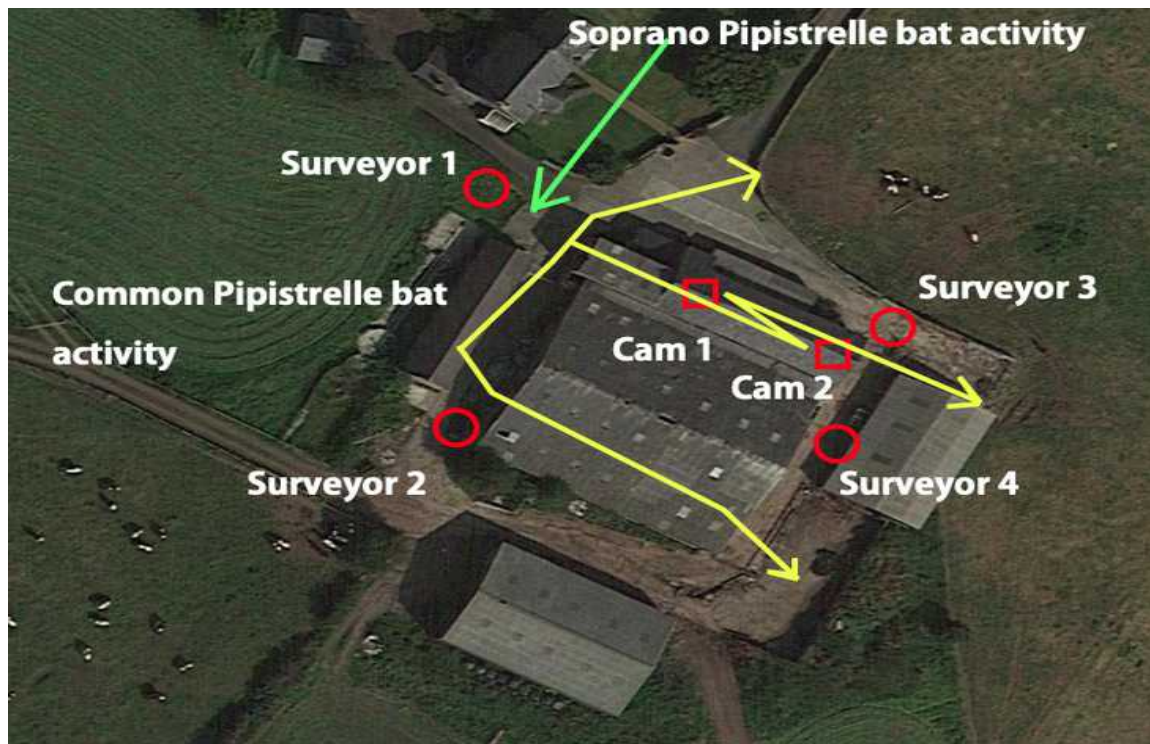 Soprano Pipistrelle bat activity
Surveyor 1
Common Pipistrelle bat
activity
Surveyor 3
Cam 1
Cam 2
Surveyor 2
Surveyor 4